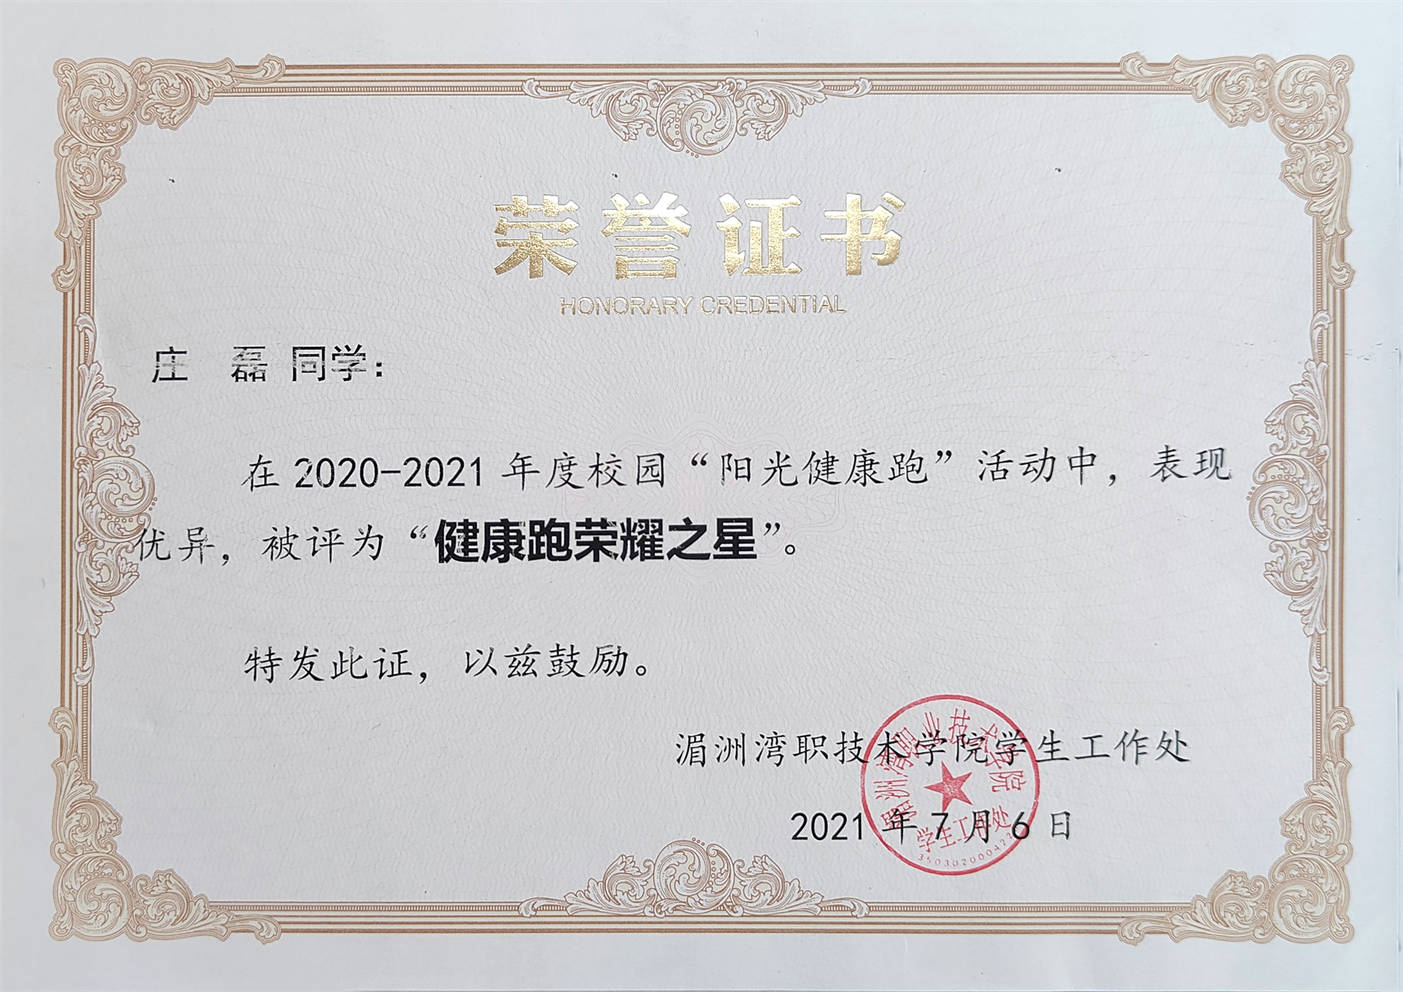 荣誉证书
HONORARY CREDENTIAL
庄 磊 同学：
在 2020-2021 年度校园“阳光健康跑”活动中，表现
优异，被评为“健康跑荣耀之星”。
特发此证，以兹鼓励。
湄洲湾职技术学院学生工作处
2021 年 7 月 6 日
湄洲湾职业技术学院
学生工作处